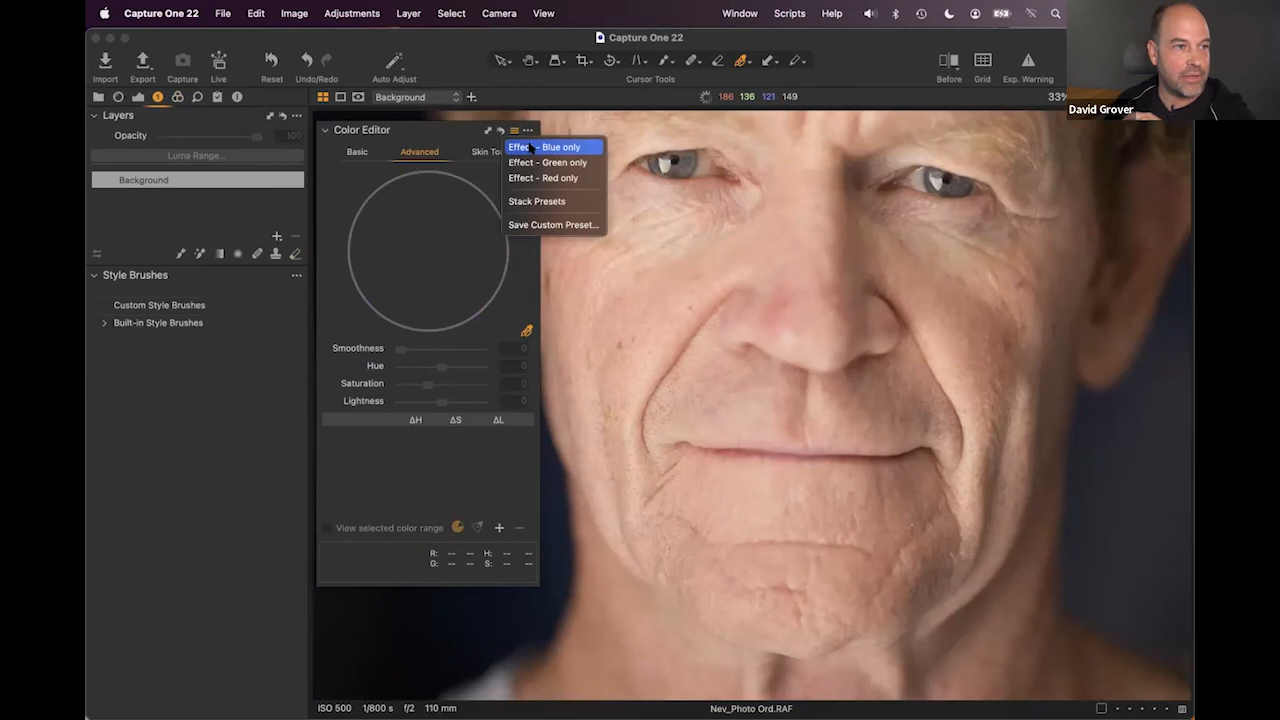 Capture One 22 File Edit Image Adjustments Layer Select Camera View Window Scripts Help
Capture One 22
Import Export Capture Live Reset Undo/Redo Auto Adjust Cursor Tools Before Grid Exp. Warning
David Grover
Background
186 136 121 149
33%
Layers
Opacity 100
Luma Range...
Background
Style Brushes
Custom Style Brushes
Built-in Style Brushes
Color Editor
Basic Advanced Skin To
Effect - Blue only
Effect - Green only
Effect - Red only
Stack Presets
Save Custom Preset...
Smoothness 0
Hue 0
Saturation 0
Lightness 0
ΔH ΔS ΔL
View selected color range
R: -- -- H: -- --
G: -- -- S: -- --
ISO 500 1/800 s f/2 110 mm
Nev_Photo Ord.RAF